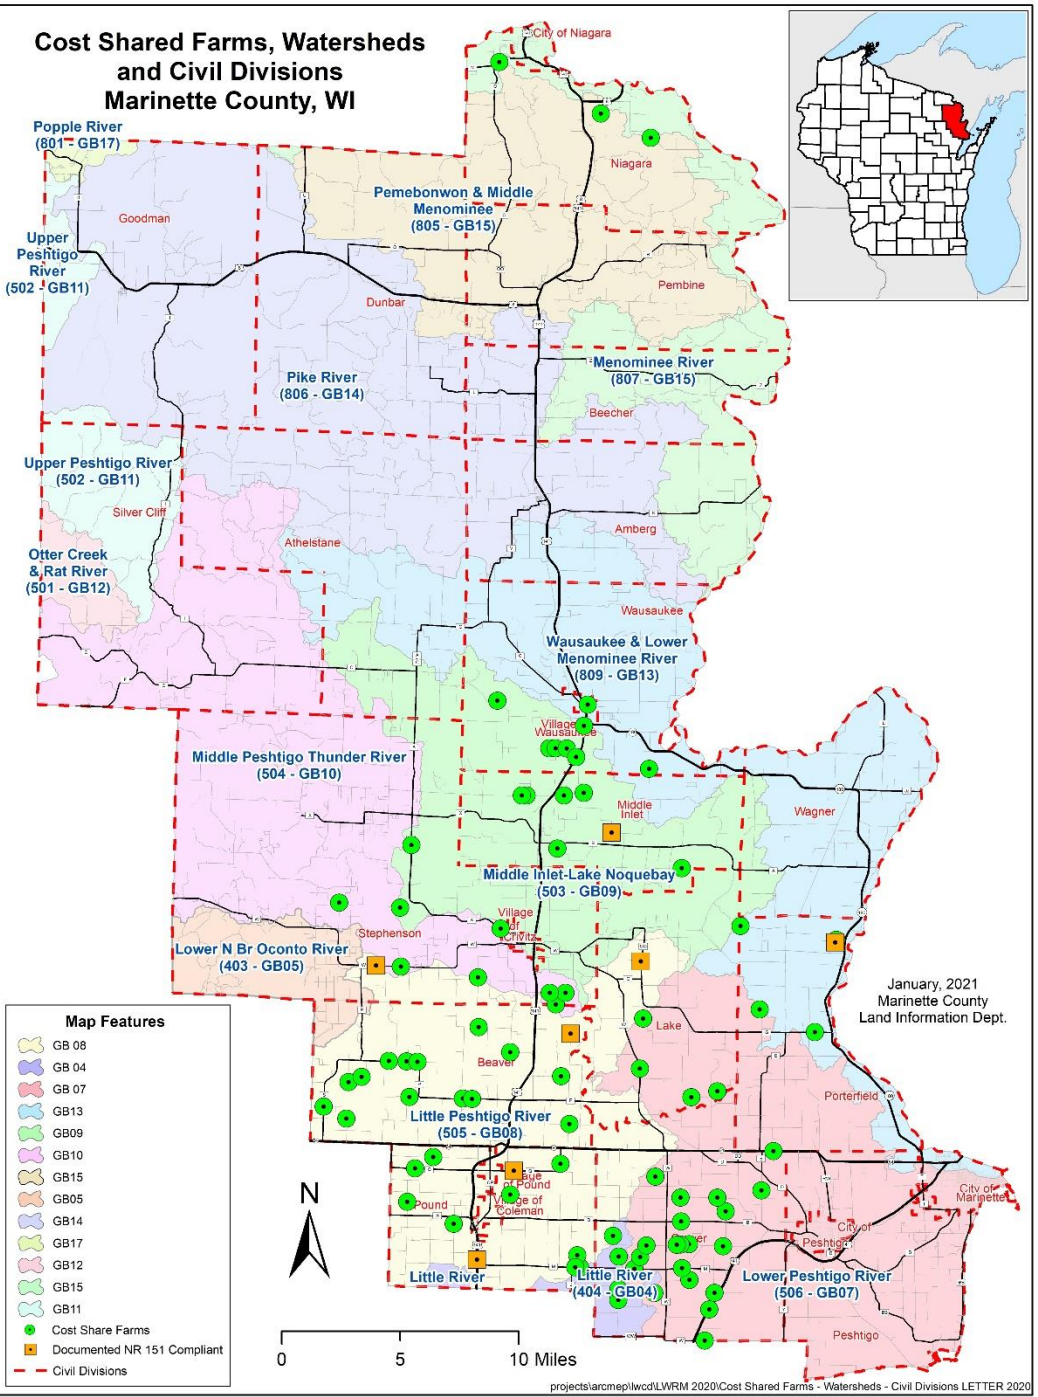 Cost Shared Farms, Watersheds
and Civil Divisions
Marinette County, WI
City of Niagara
Popple River
(801 - GB17)
Niagara
Pemebonwon & Middle
Menominee
(805 - GB15)
Goodman
Upper
Peshtigo
River
(502 - GB11)
Pembine
Dunbar
Menominee River
(807 - GB15)
Pike River
(806 - GB14)
Beecher
Upper Peshtigo River
(502 - GB11)
Silver Cliff
Amberg
Athelstane
Otter Creek
& Rat River
(501 - GB12)
Wausaukee
Wausaukee & Lower
Menominee River
(809 - GB13)
Village
Wausaukee
Middle Peshtigo Thunder River
(504 - GB10)
Middle
Inlet
Wagner
Middle Inlet-Lake Noquebay
(503 - GB09)
Village
of
Crivitz
Stephenson
Lower N Br Oconto River
(403 - GB05)
January, 2021
Marinette County
Land Information Dept.
Lake
Beaver
Porterfield
Little Peshtigo River
(505 - GB08)
Village
of Pound
Village of
Coleman
Pound
City of
Marinette
City of
Peshtigo
Little River
Little River
(404 - GB04)
Lower Peshtigo River
(506 - GB07)
Peshtigo
Map Features
GB 08
GB 04
GB 07
GB13
GB09
GB10
GB15
GB05
GB14
GB17
GB12
GB15
GB11
Cost Share Farms
Documented NR 151 Compliant
Civil Divisions
N
0 5 10 Miles
projects\arcmep\lwcd\LWRM 2020\Cost Shared Farms - Watersheds - Civil Divisions LETTER 2020